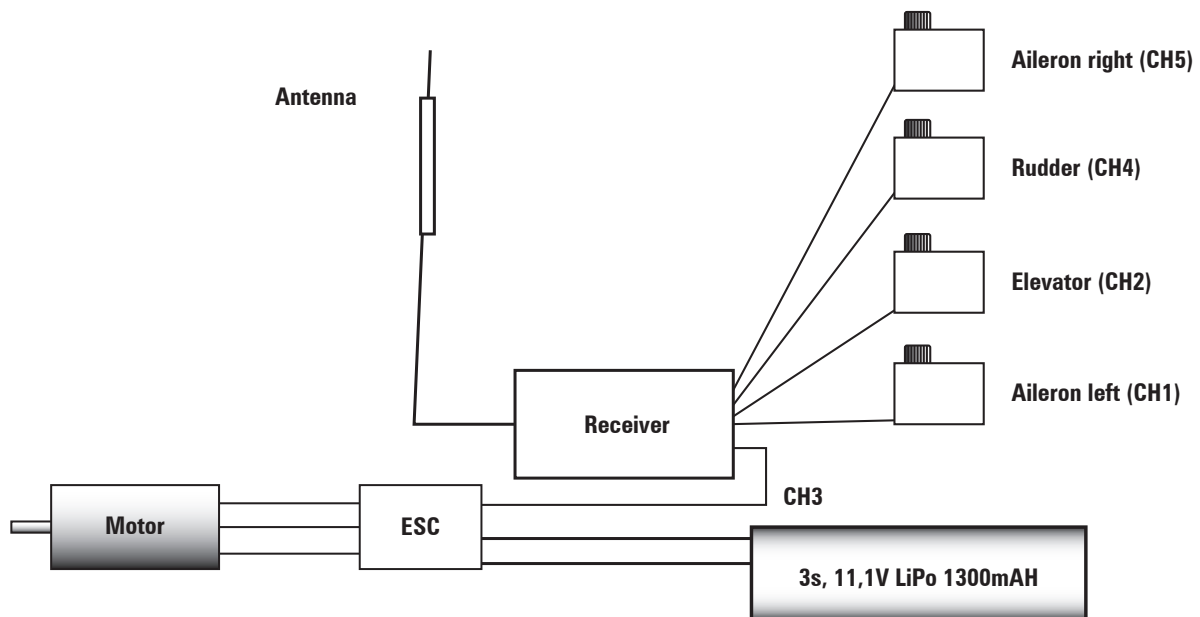 Aileron right (CH5)
Antenna
Rudder (CH4)
Elevator (CH2)
Aileron left (CH1)
Receiver
CH3
Motor
ESC
3s, 11,1V LiPo 1300mAH